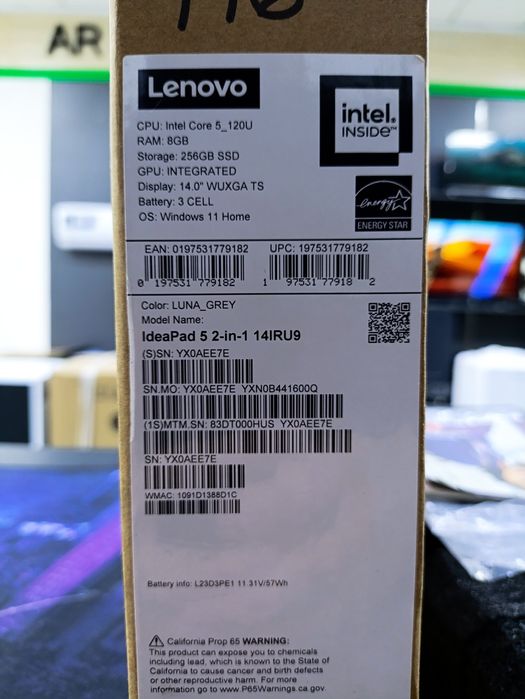 AR
Lenovo
CPU: Intel Core 5_120U
RAM: 8GB
Storage: 256GB SSD
GPU: INTEGRATED
Display: 14.0" WUXGA TS
Battery: 3 CELL
OS: Windows 11 Home
intel.
INSIDE™
energy
ENERGY STAR
EAN: 0197531779182
UPC: 197531779182
0 197531 779182
1 97531 77918 2
Color: LUNA_GREY
Model Name:
IdeaPad 5 2-in-1 14IRU9
(S)SN: YX0AEE7E
SN.MO: YX0AEE7E YXN0B441600Q
(1S)MTM.SN: 83DT000HUS YX0AEE7E
SN: YX0AEE7E
WMAC: 1091D1388D1C
Battery info: L23D3PE1 11.31V/57Wh
California Prop 65 WARNING:
This product can expose you to chemicals
including lead, which is known to the State of
California to cause cancer and birth defects
or other reproductive harm. For more
information go to www.P65Warnings.ca.gov